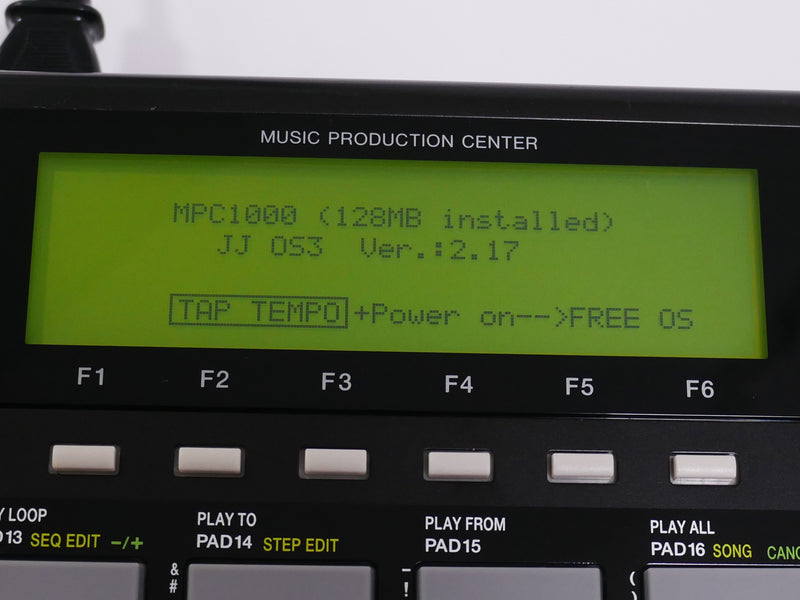 MUSIC PRODUCTION CENTER
MPC1000 (128MB installed)
JJ OS3 Ver.:2.17
TAP TEMPO+Power on-->FREE OS
F1 F2 F3 F4 F5 F6
LOOP PLAY TO PLAY FROM PLAY ALL
SEQ EDIT -/+ PAD14 STEP EDIT PAD15 PAD16 SONG
& - (
# ! )